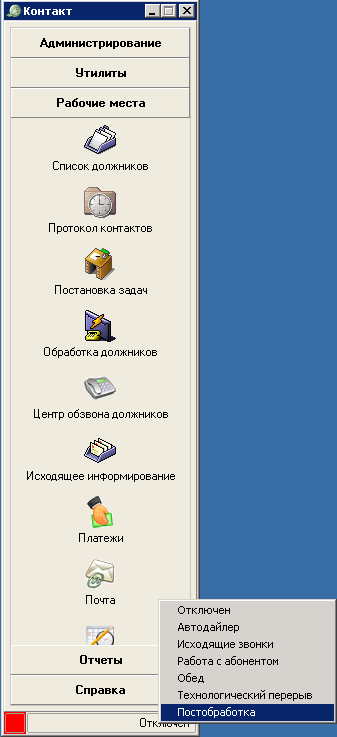 Контакт
Администрирование
Утилиты
Рабочие места
Список должников
Протокол контактов
Постановка задач
Обработка должников
Центр обзвона должников
Исходящее информирование
Платежи
Почта
Отчеты
Справка
Отключен
Отключен
Автодайлер
Исходящие звонки
Работа с абонентом
Обед
Технологический перерыв
Постобработка